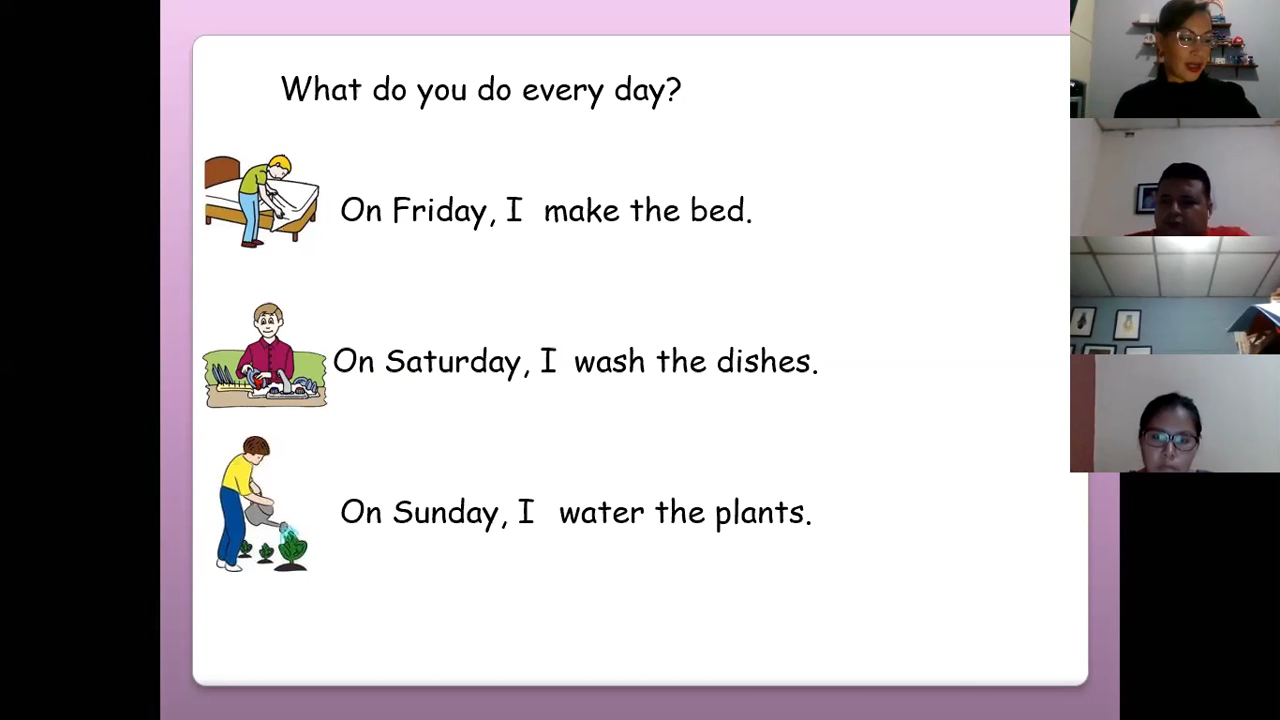 What do you do every day?
On Friday, I make the bed.
On Saturday, I wash the dishes.
On Sunday, I water the plants.